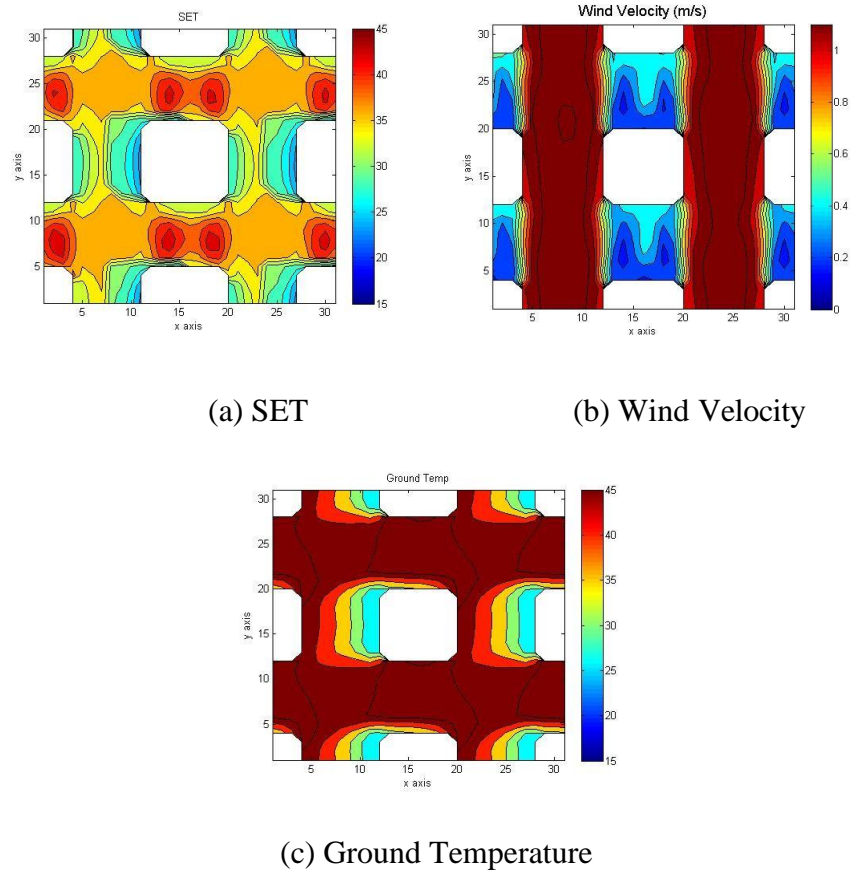 SET
Wind Velocity (m/s)
30
25
20
15
10
5
y axis
5 10 15 20 25 30
x axis
45
40
35
30
25
20
15
30
25
20
15
10
5
y axis
5 10 15 20 25 30
x axis
1
0.8
0.6
0.4
0.2
0
(a) SET
(b) Wind Velocity
Ground Temp
30
25
20
15
10
5
y axis
5 10 15 20 25 30
x axis
45
40
35
30
25
20
15
(c) Ground Temperature